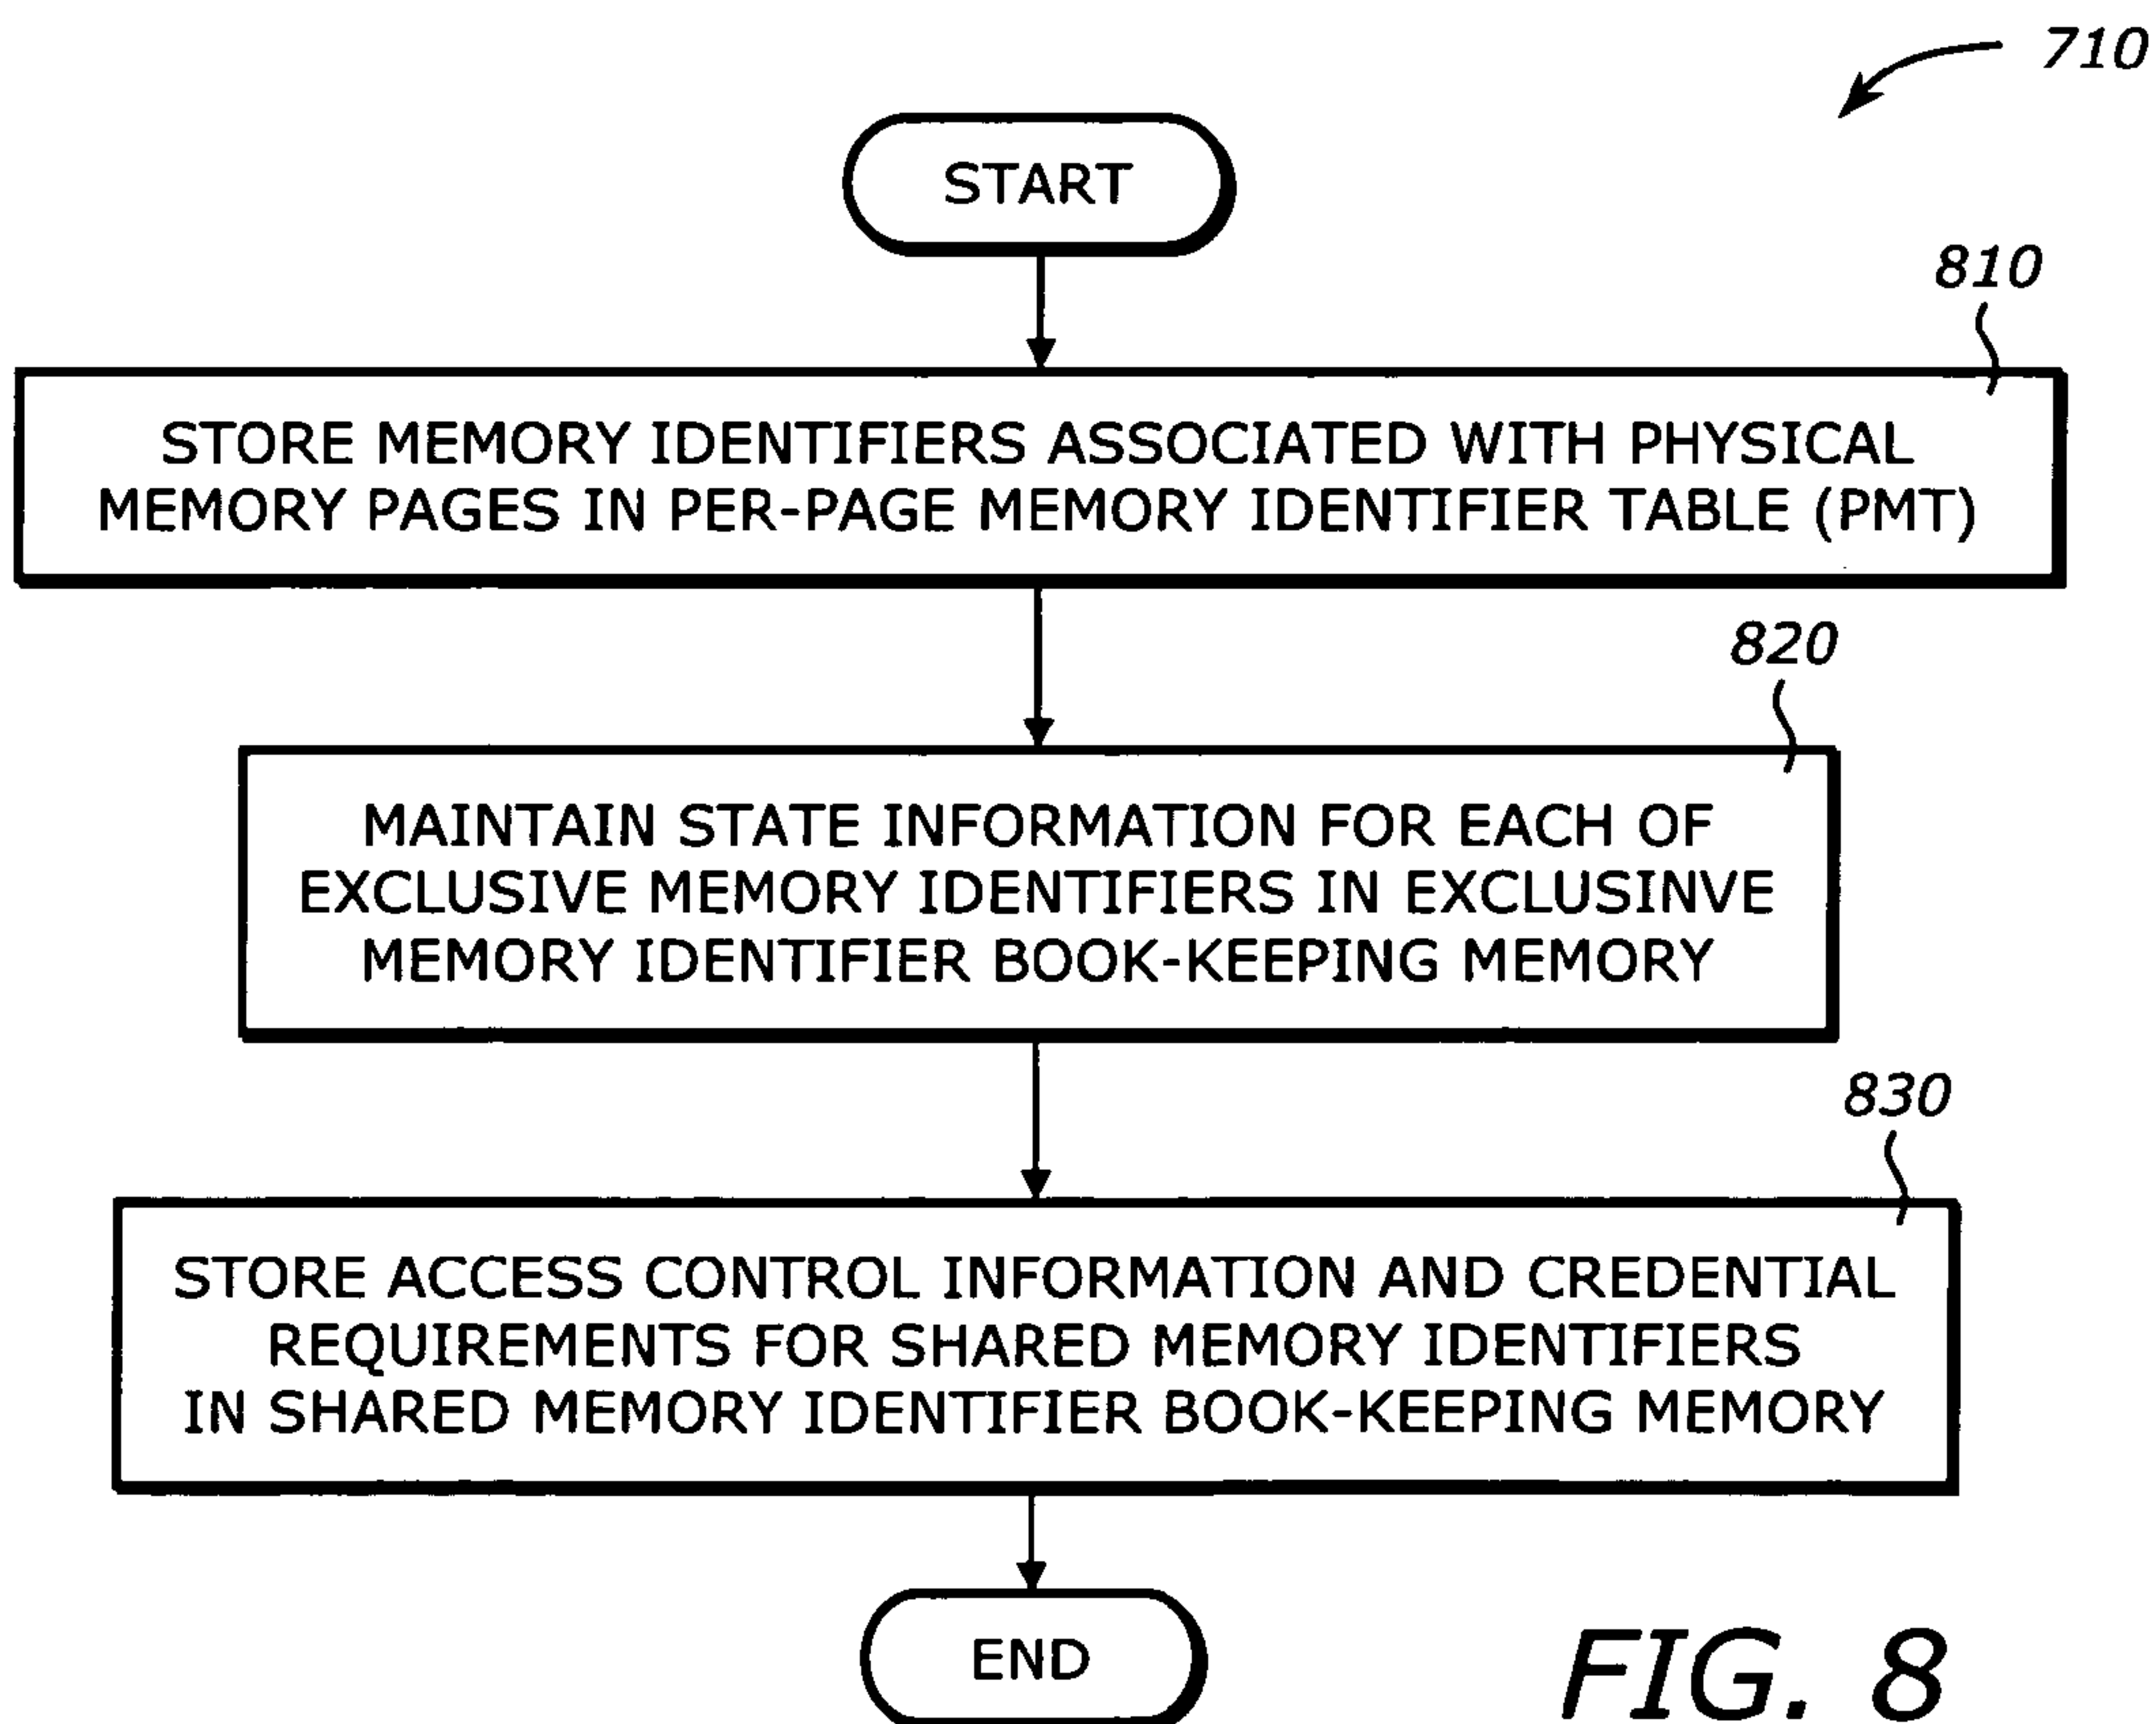 710
START
810
STORE MEMORY IDENTIFIERS ASSOCIATED WITH PHYSICAL
MEMORY PAGES IN PER-PAGE MEMORY IDENTIFIER TABLE (PMT)
820
MAINTAIN STATE INFORMATION FOR EACH OF
EXCLUSIVE MEMORY IDENTIFIERS IN EXCLUSINVE
MEMORY IDENTIFIER BOOK-KEEPING MEMORY
830
STORE ACCESS CONTROL INFORMATION AND CREDENTIAL
REQUIREMENTS FOR SHARED MEMORY IDENTIFIERS
IN SHARED MEMORY IDENTIFIER BOOK-KEEPING MEMORY
END
FIG. 8